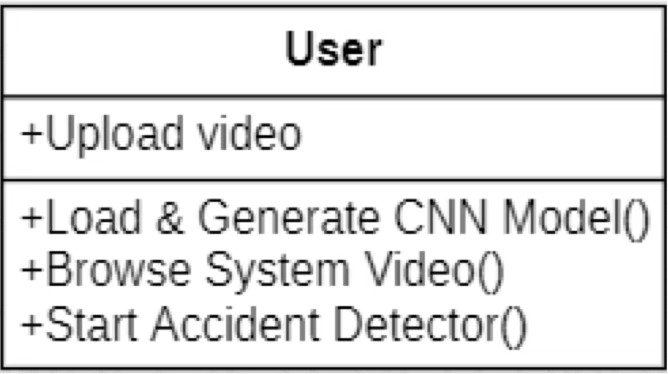 User
+Upload video
+Load & Generate CNN Model()
+Browse System Video()
+Start Accident Detector()